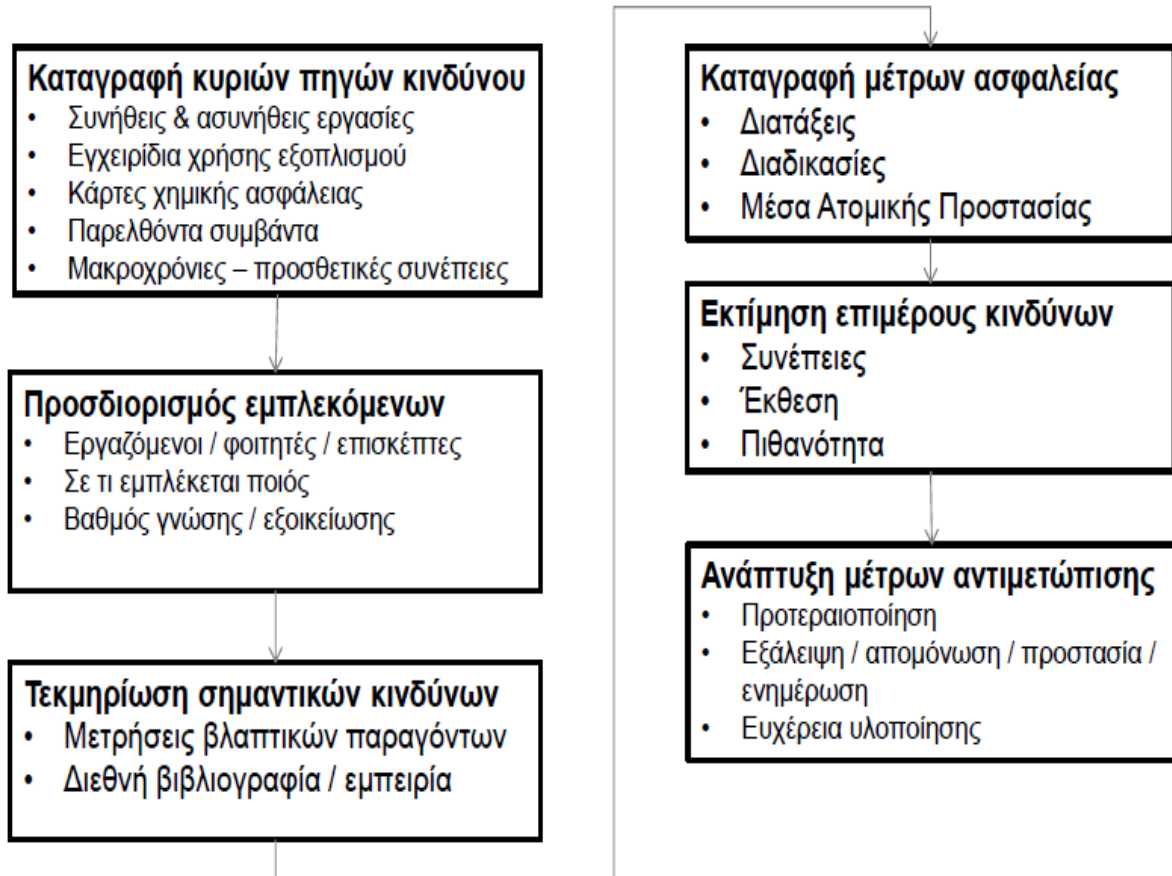 Καταγραφή κυριών πηγών κινδύνου
• Συνήθεις & ασυνήθεις εργασίες
• Εγχειρίδια χρήσης εξοπλισμού
• Κάρτες χημικής ασφάλειας
• Παρελθόντα συμβάντα
• Μακροχρόνιες – προσθετικές συνέπειες
Προσδιορισμός εμπλεκόμενων
• Εργαζόμενοι / φοιτητές / επισκέπτες
• Σε τι εμπλέκεται ποιός
• Βαθμός γνώσης / εξοικείωσης
Τεκμηρίωση σημαντικών κινδύνων
• Μετρήσεις βλαπτικών παραγόντων
• Διεθνή βιβλιογραφία / εμπειρία
Καταγραφή μέτρων ασφαλείας
• Διατάξεις
• Διαδικασίες
• Μέσα Ατομικής Προστασίας
Εκτίμηση επιμέρους κινδύνων
• Συνέπειες
• Έκθεση
• Πιθανότητα
Ανάπτυξη μέτρων αντιμετώπισης
• Προτεραιοποίηση
• Εξάλειψη / απομόνωση / προστασία /
ενημέρωση
• Ευχέρεια υλοποίησης